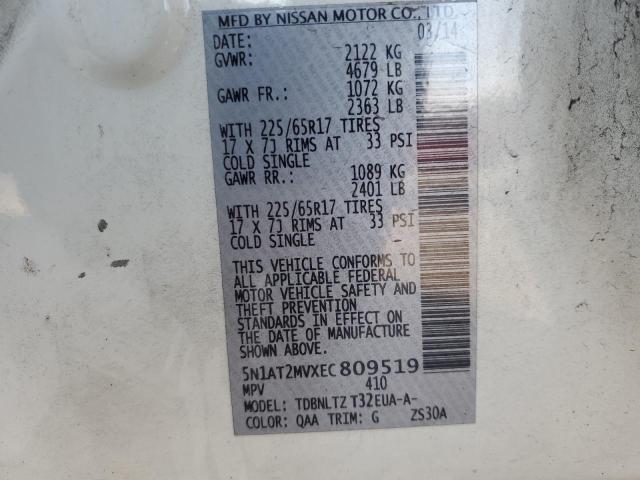 MFD BY NISSAN MOTOR CO., LTD.
DATE: 03/14
GVWR: 2122 KG
4679 LB
GAWR FR.: 1072 KG
2363 LB
WITH 225/65R17 TIRES
17 X 7J RIMS AT 33 PSI
COLD SINGLE
GAWR RR.: 1089 KG
2401 LB
WITH 225/65R17 TIRES
17 X 7J RIMS AT 33 PSI
COLD SINGLE
THIS VEHICLE CONFORMS TO
ALL APPLICABLE FEDERAL
MOTOR VEHICLE SAFETY AND
THEFT PREVENTION
STANDARDS IN EFFECT ON
THE DATE OF MANUFACTURE
SHOWN ABOVE.
5N1AT2MVXEC809519
MPV 410
MODEL: TDBNLTZ T32EUA-A-
COLOR: QAA TRIM: G ZS30A